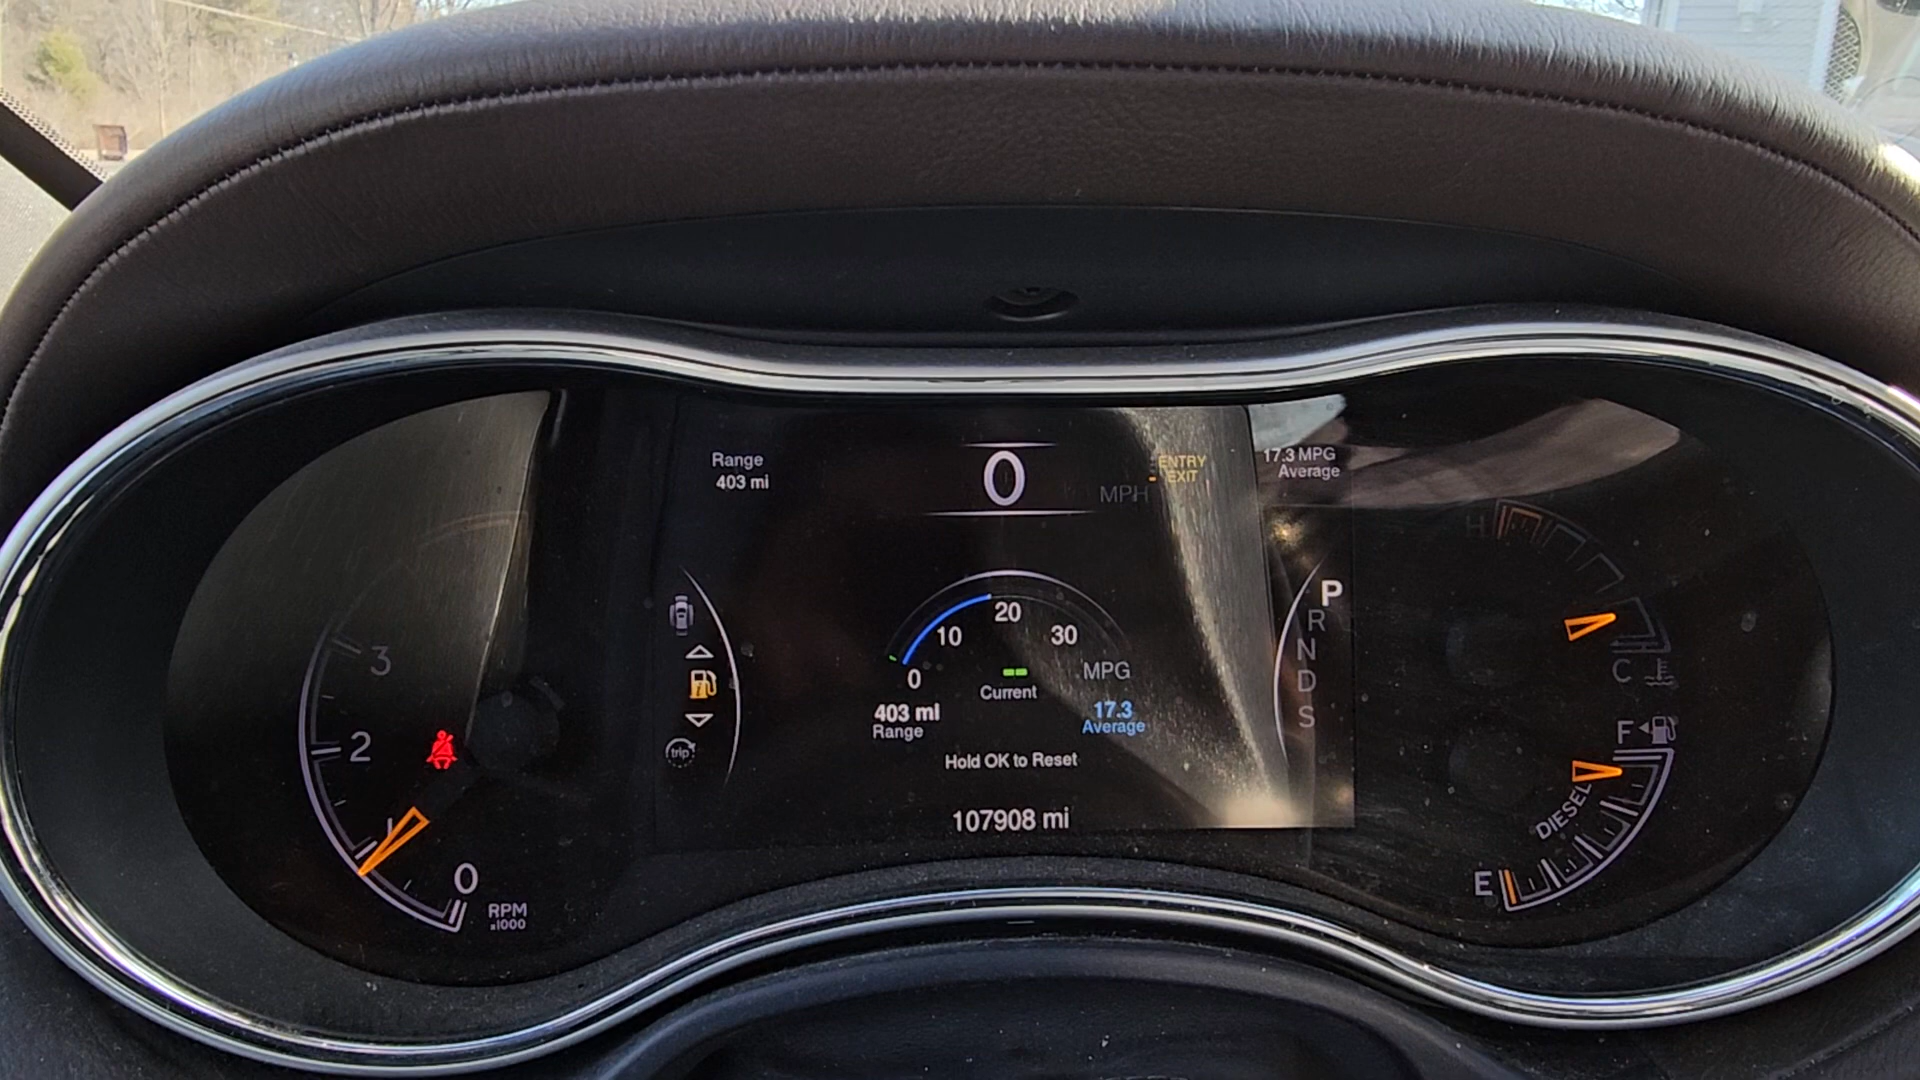 Range
403 mi
0
MPH
ENTRY
EXIT
17.3 MPG
Average
H
C
3
2
1
0
RPM
x1000
trip
0
10
20
30
MPG
Current
403 mi
Range
17.3
Average
Hold OK to Reset
107908 mi
P
R
N
D
S
F
DIESEL
E